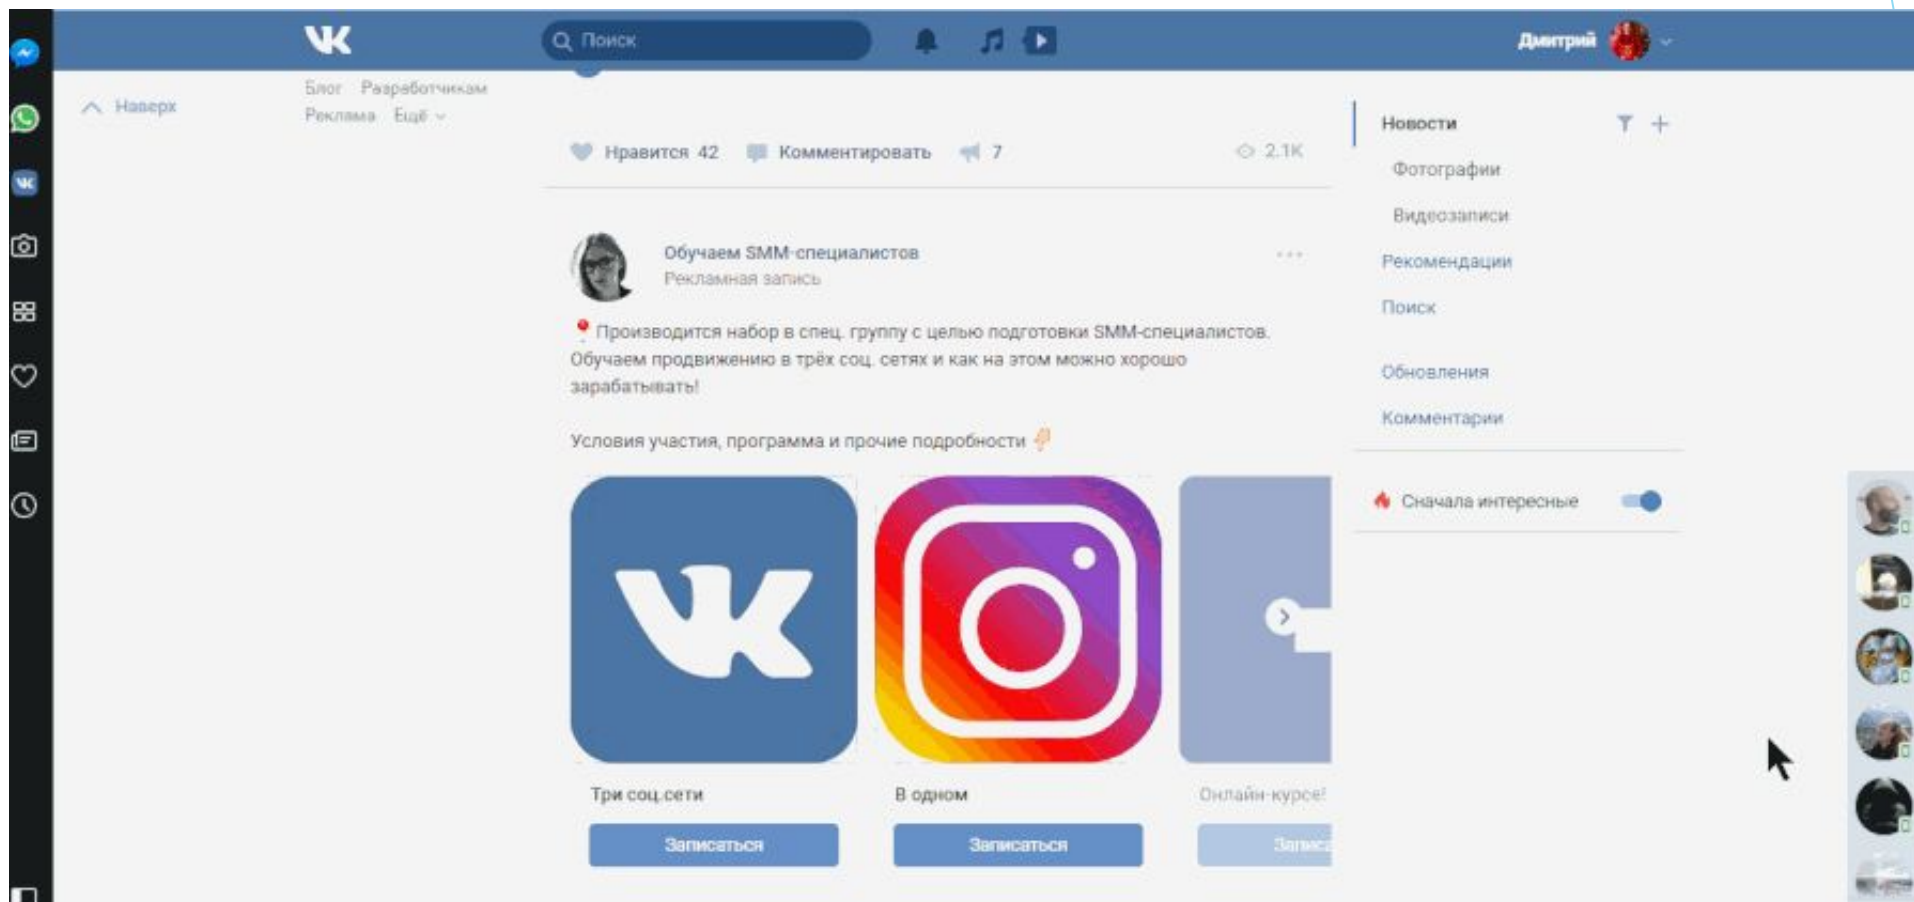 VK
Поиск
Дмитрий
Наверх
Блог Разработчикам
Реклама Ещё
Нравится 42 Комментировать 7 2.1K
Обучаем SMM-специалистов
Рекламная запись
Производится набор в спец. группу с целью подготовки SMM-специалистов.
Обучаем продвижению в трёх соц. сетях и как на этом можно хорошо
зарабатывать!
Условия участия, программа и прочие подробности
VK
Три соц.сети
В одном
Онлайн-курсе!
Записаться
Записаться
Записа
Новости
Фотографии
Видеозаписи
Рекомендации
Поиск
Обновления
Комментарии
Сначала интересные